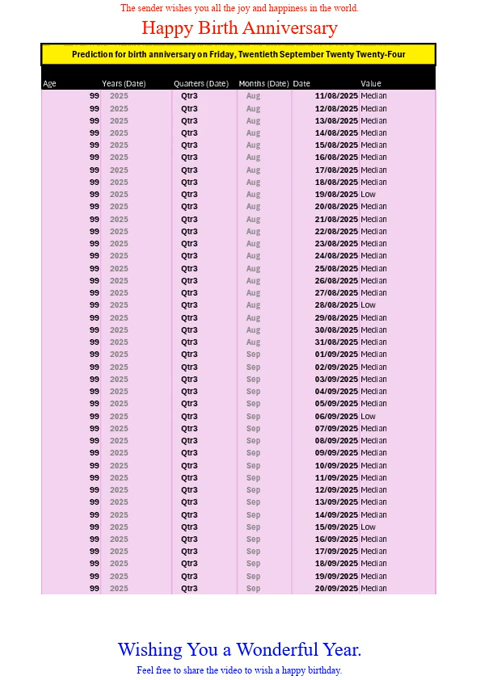 The sender wishes you all the joy and happiness in the world.
Happy Birth Anniversary
Prediction for birth anniversary on Friday, Twentieth September Twenty Twenty-Four
Age Years (Date) Quarters (Date) Months (Date) Date Value
99 2025 Qtr3 Aug 11/08/2025 Median
99 2025 Qtr3 Aug 12/08/2025 Median
99 2025 Qtr3 Aug 13/08/2025 Median
99 2025 Qtr3 Aug 14/08/2025 Median
99 2025 Qtr3 Aug 15/08/2025 Median
99 2025 Qtr3 Aug 16/08/2025 Median
99 2025 Qtr3 Aug 17/08/2025 Median
99 2025 Qtr3 Aug 18/08/2025 Median
99 2025 Qtr3 Aug 19/08/2025 Low
99 2025 Qtr3 Aug 20/08/2025 Median
99 2025 Qtr3 Aug 21/08/2025 Median
99 2025 Qtr3 Aug 22/08/2025 Median
99 2025 Qtr3 Aug 23/08/2025 Median
99 2025 Qtr3 Aug 24/08/2025 Median
99 2025 Qtr3 Aug 25/08/2025 Median
99 2025 Qtr3 Aug 26/08/2025 Median
99 2025 Qtr3 Aug 27/08/2025 Median
99 2025 Qtr3 Aug 28/08/2025 Low
99 2025 Qtr3 Aug 29/08/2025 Median
99 2025 Qtr3 Aug 30/08/2025 Median
99 2025 Qtr3 Aug 31/08/2025 Median
99 2025 Qtr3 Sep 01/09/2025 Median
99 2025 Qtr3 Sep 02/09/2025 Median
99 2025 Qtr3 Sep 03/09/2025 Median
99 2025 Qtr3 Sep 04/09/2025 Median
99 2025 Qtr3 Sep 05/09/2025 Median
99 2025 Qtr3 Sep 06/09/2025 Low
99 2025 Qtr3 Sep 07/09/2025 Median
99 2025 Qtr3 Sep 08/09/2025 Median
99 2025 Qtr3 Sep 09/09/2025 Median
99 2025 Qtr3 Sep 10/09/2025 Median
99 2025 Qtr3 Sep 11/09/2025 Median
99 2025 Qtr3 Sep 12/09/2025 Median
99 2025 Qtr3 Sep 13/09/2025 Median
99 2025 Qtr3 Sep 14/09/2025 Median
99 2025 Qtr3 Sep 15/09/2025 Low
99 2025 Qtr3 Sep 16/09/2025 Median
99 2025 Qtr3 Sep 17/09/2025 Median
99 2025 Qtr3 Sep 18/09/2025 Median
99 2025 Qtr3 Sep 19/09/2025 Median
99 2025 Qtr3 Sep 20/09/2025 Median
Wishing You a Wonderful Year.
Feel free to share the video to wish a happy birthday.